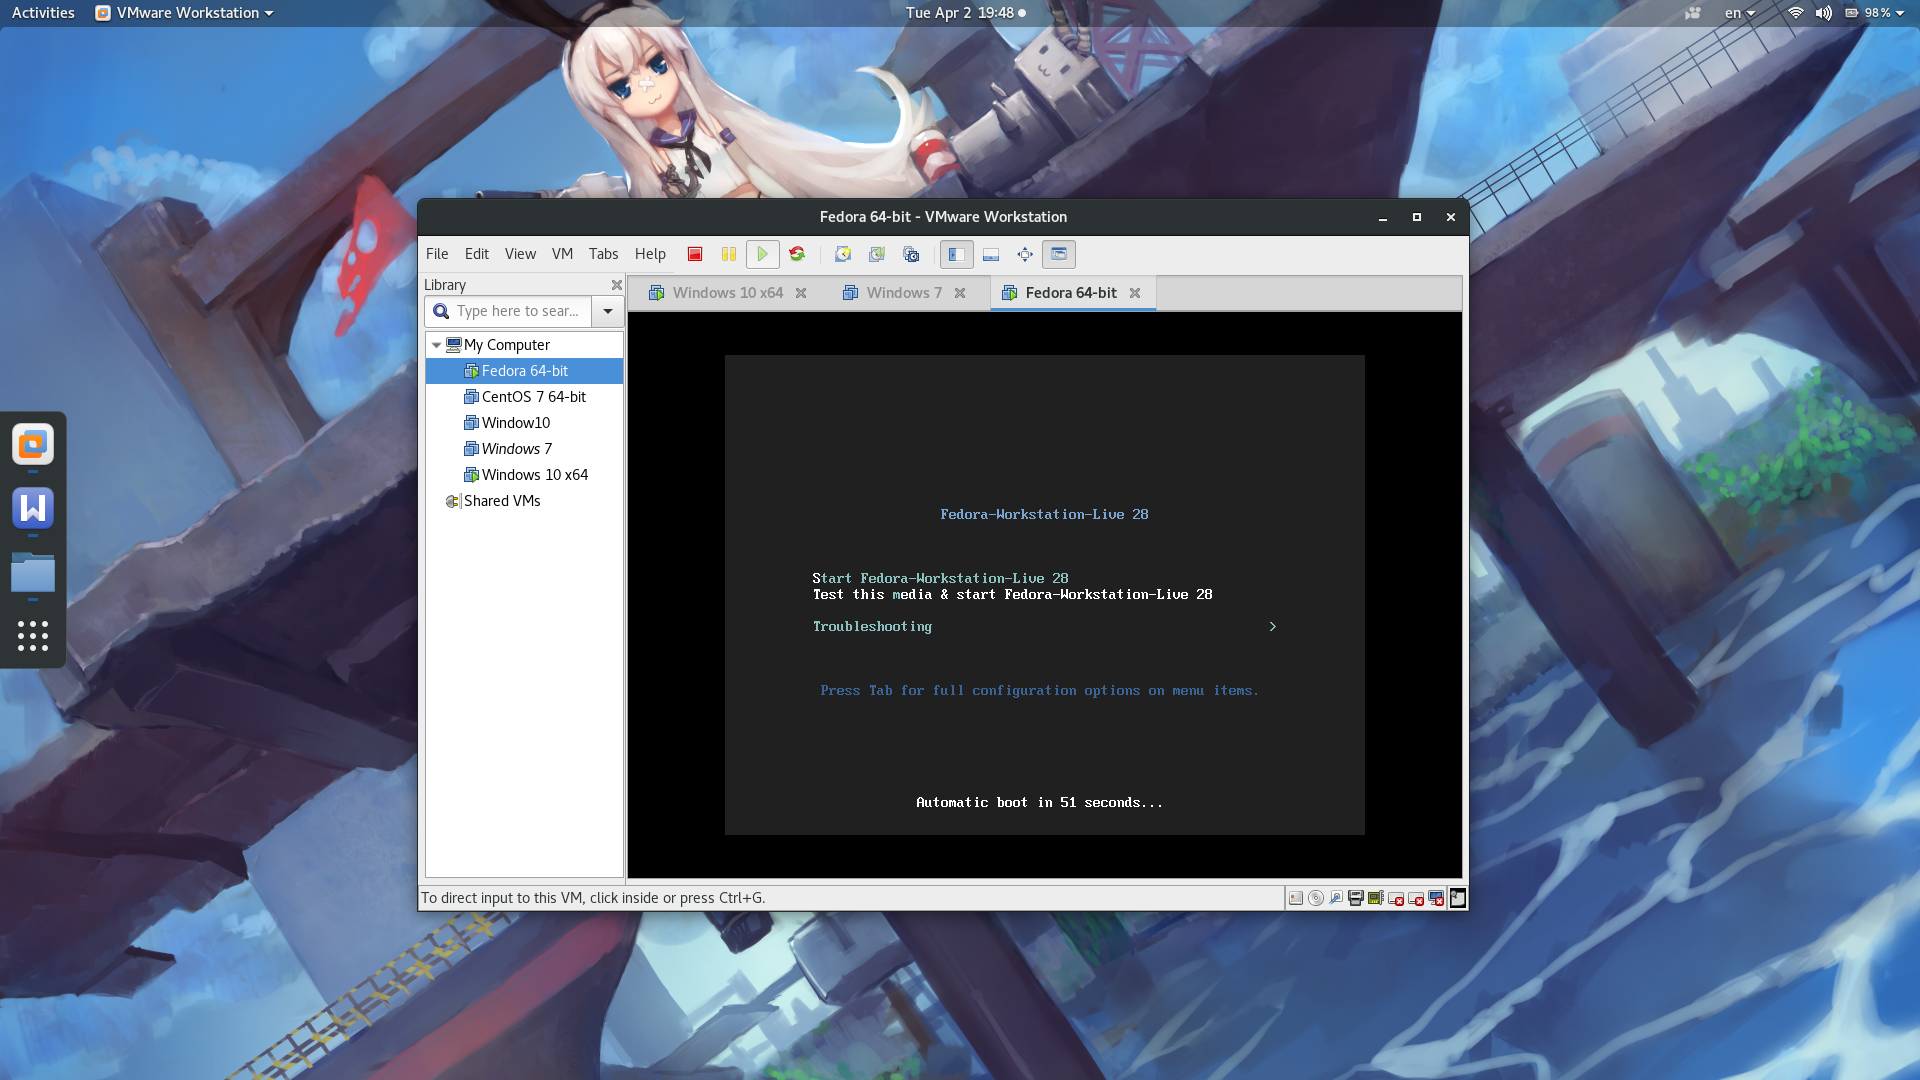 Activities
VMware Workstation
Tue Apr 2 19:48
en
98%
Fedora 64-bit - VMware Workstation
File Edit View VM Tabs Help
Library
Type here to sear...
My Computer
Fedora 64-bit
CentOS 7 64-bit
Window10
Windows 7
Windows 10 x64
Shared VMs
Windows 10 x64
Windows 7
Fedora 64-bit
Fedora-Workstation-Live 28
Start Fedora-Workstation-Live 28
Test this media & start Fedora-Workstation-Live 28
Troubleshooting >
Press Tab for full configuration options on menu items.
Automatic boot in 51 seconds...
To direct input to this VM, click inside or press Ctrl+G.